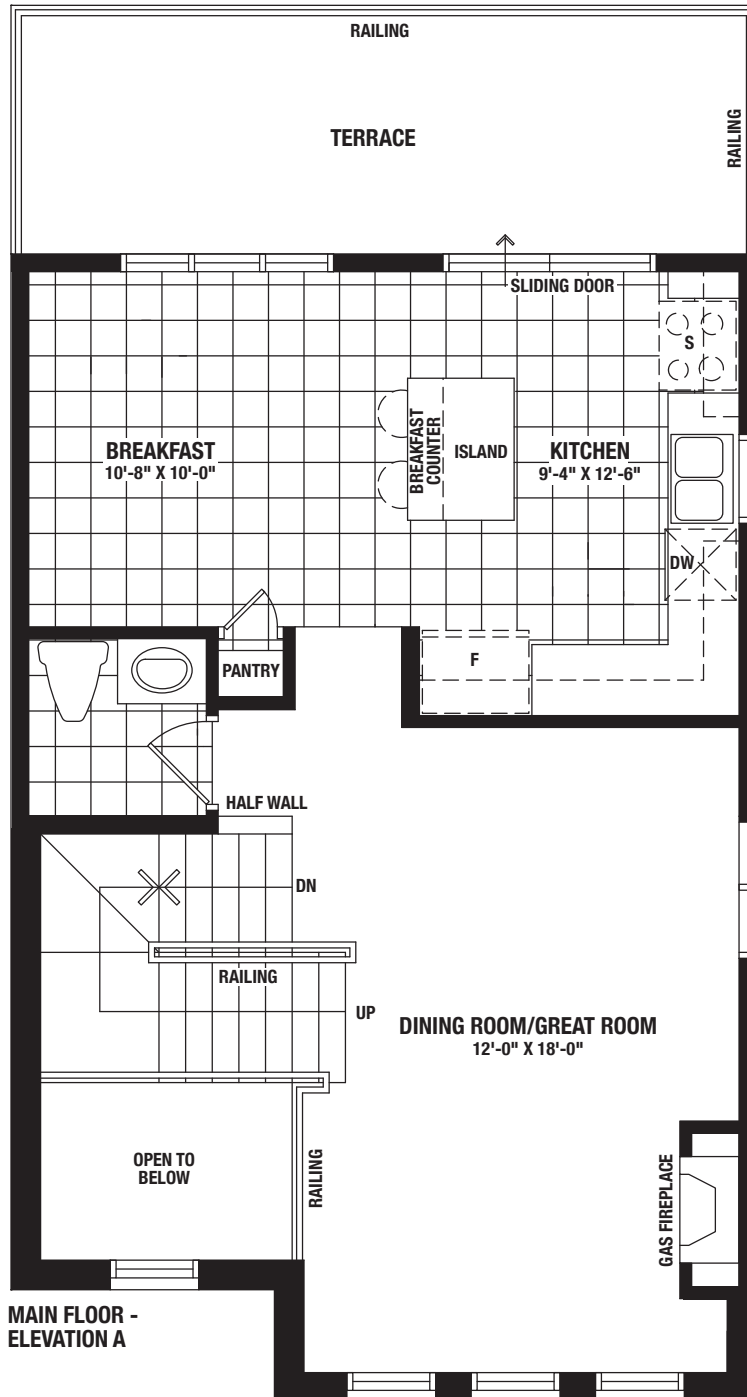 RAILING
TERRACE
RAILING
SLIDING DOOR
S
BREAKFAST
10'-8" X 10'-0"
BREAKFAST
COUNTER
ISLAND
KITCHEN
9'-4" X 12'-6"
DW
PANTRY
F
HALF WALL
DN
RAILING
UP
DINING ROOM/GREAT ROOM
12'-0" X 18'-0"
OPEN TO
BELOW
RAILING
GAS FIREPLACE
MAIN FLOOR -
ELEVATION A